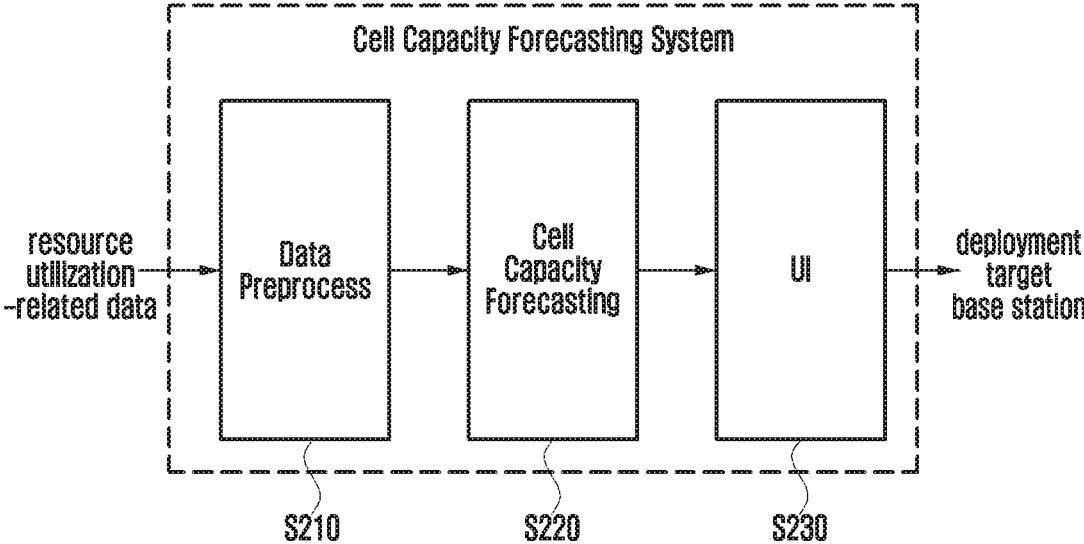 Cell Capacity Forecasting System
resource
utilization
-related data
Data
Preprocess
Cell
Capacity
Forecasting
UI
deployment
target
base station
S210
S220
S230